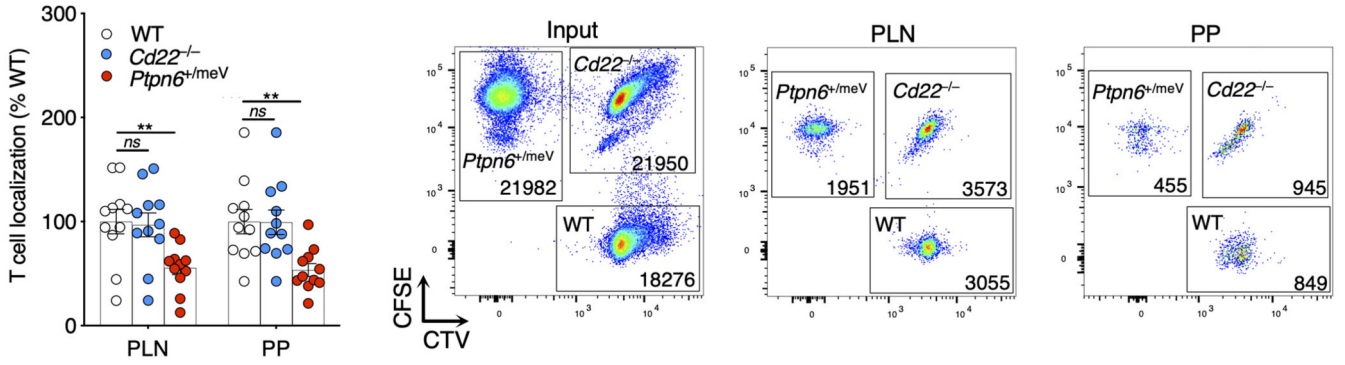 T cell localization (% WT)
300
200
100
0
WT
Cd22–/–
Ptpn6+/meV
**
ns
**
ns
PLN
PP
Input
Cd22–/–
Ptpn6+/meV
21982
21950
WT
18276
10⁵
10⁴
10³
0
0
10³
10⁴
CFSE
CTV
PLN
Ptpn6+/meV
Cd22–/–
1951
3573
WT
3055
10⁵
10⁴
10³
0
0
10³
10⁴
PP
Ptpn6+/meV
Cd22–/–
455
945
WT
849
10⁵
10⁴
10³
0
0
10³
10⁴